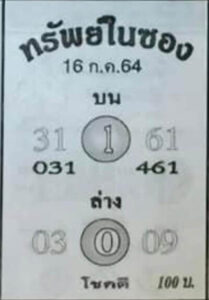 ทรัพย์ในซอง
16 ก.ค.64
บน
31 1 61
031 461
ล่าง
03 0 09
โชคดี 100 บ.